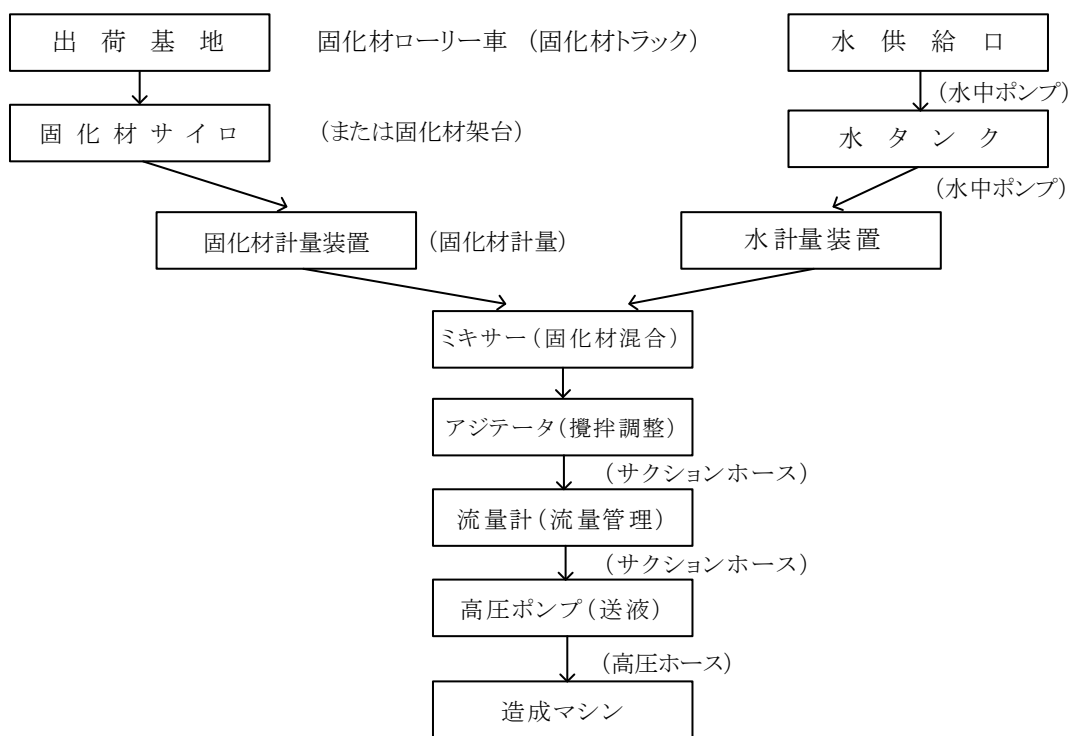 出荷基地 固化材ローリー車 (固化材トラック) 水供給口
(水中ポンプ)
固化材サイロ (または固化材架台) 水タンク
(水中ポンプ)
固化材計量装置 (固化材計量) 水計量装置
ミキサー(固化材混合)
アジテータ(攪拌調整)
(サクションホース)
流量計(流量管理)
(サクションホース)
高圧ポンプ(送液)
(高圧ホース)
造成マシン